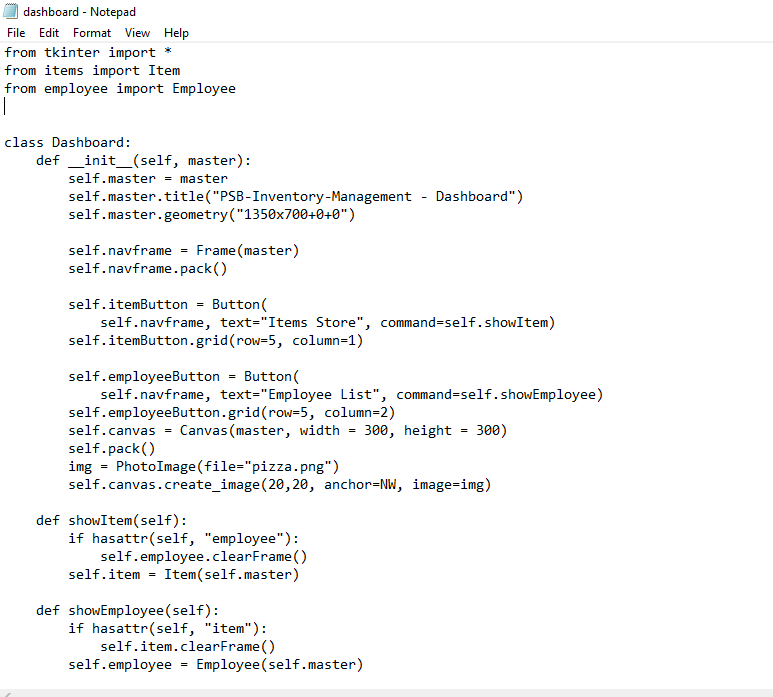 dashboard - Notepad
File Edit Format View Help
from tkinter import *
from items import Item
from employee import Employee

class Dashboard:
    def __init__(self, master):
        self.master = master
        self.master.title("PSB-Inventory-Management - Dashboard")
        self.master.geometry("1350x700+0+0")

        self.navframe = Frame(master)
        self.navframe.pack()

        self.itemButton = Button(
            self.navframe, text="Items Store", command=self.showItem)
        self.itemButton.grid(row=5, column=1)

        self.employeeButton = Button(
            self.navframe, text="Employee List", command=self.showEmployee)
        self.employeeButton.grid(row=5, column=2)
        self.canvas = Canvas(master, width = 300, height = 300)
        self.pack()
        img = PhotoImage(file="pizza.png")
        self.canvas.create_image(20,20, anchor=NW, image=img)

    def showItem(self):
        if hasattr(self, "employee"):
            self.employee.clearFrame()
        self.item = Item(self.master)

    def showEmployee(self):
        if hasattr(self, "item"):
            self.item.clearFrame()
        self.employee = Employee(self.master)